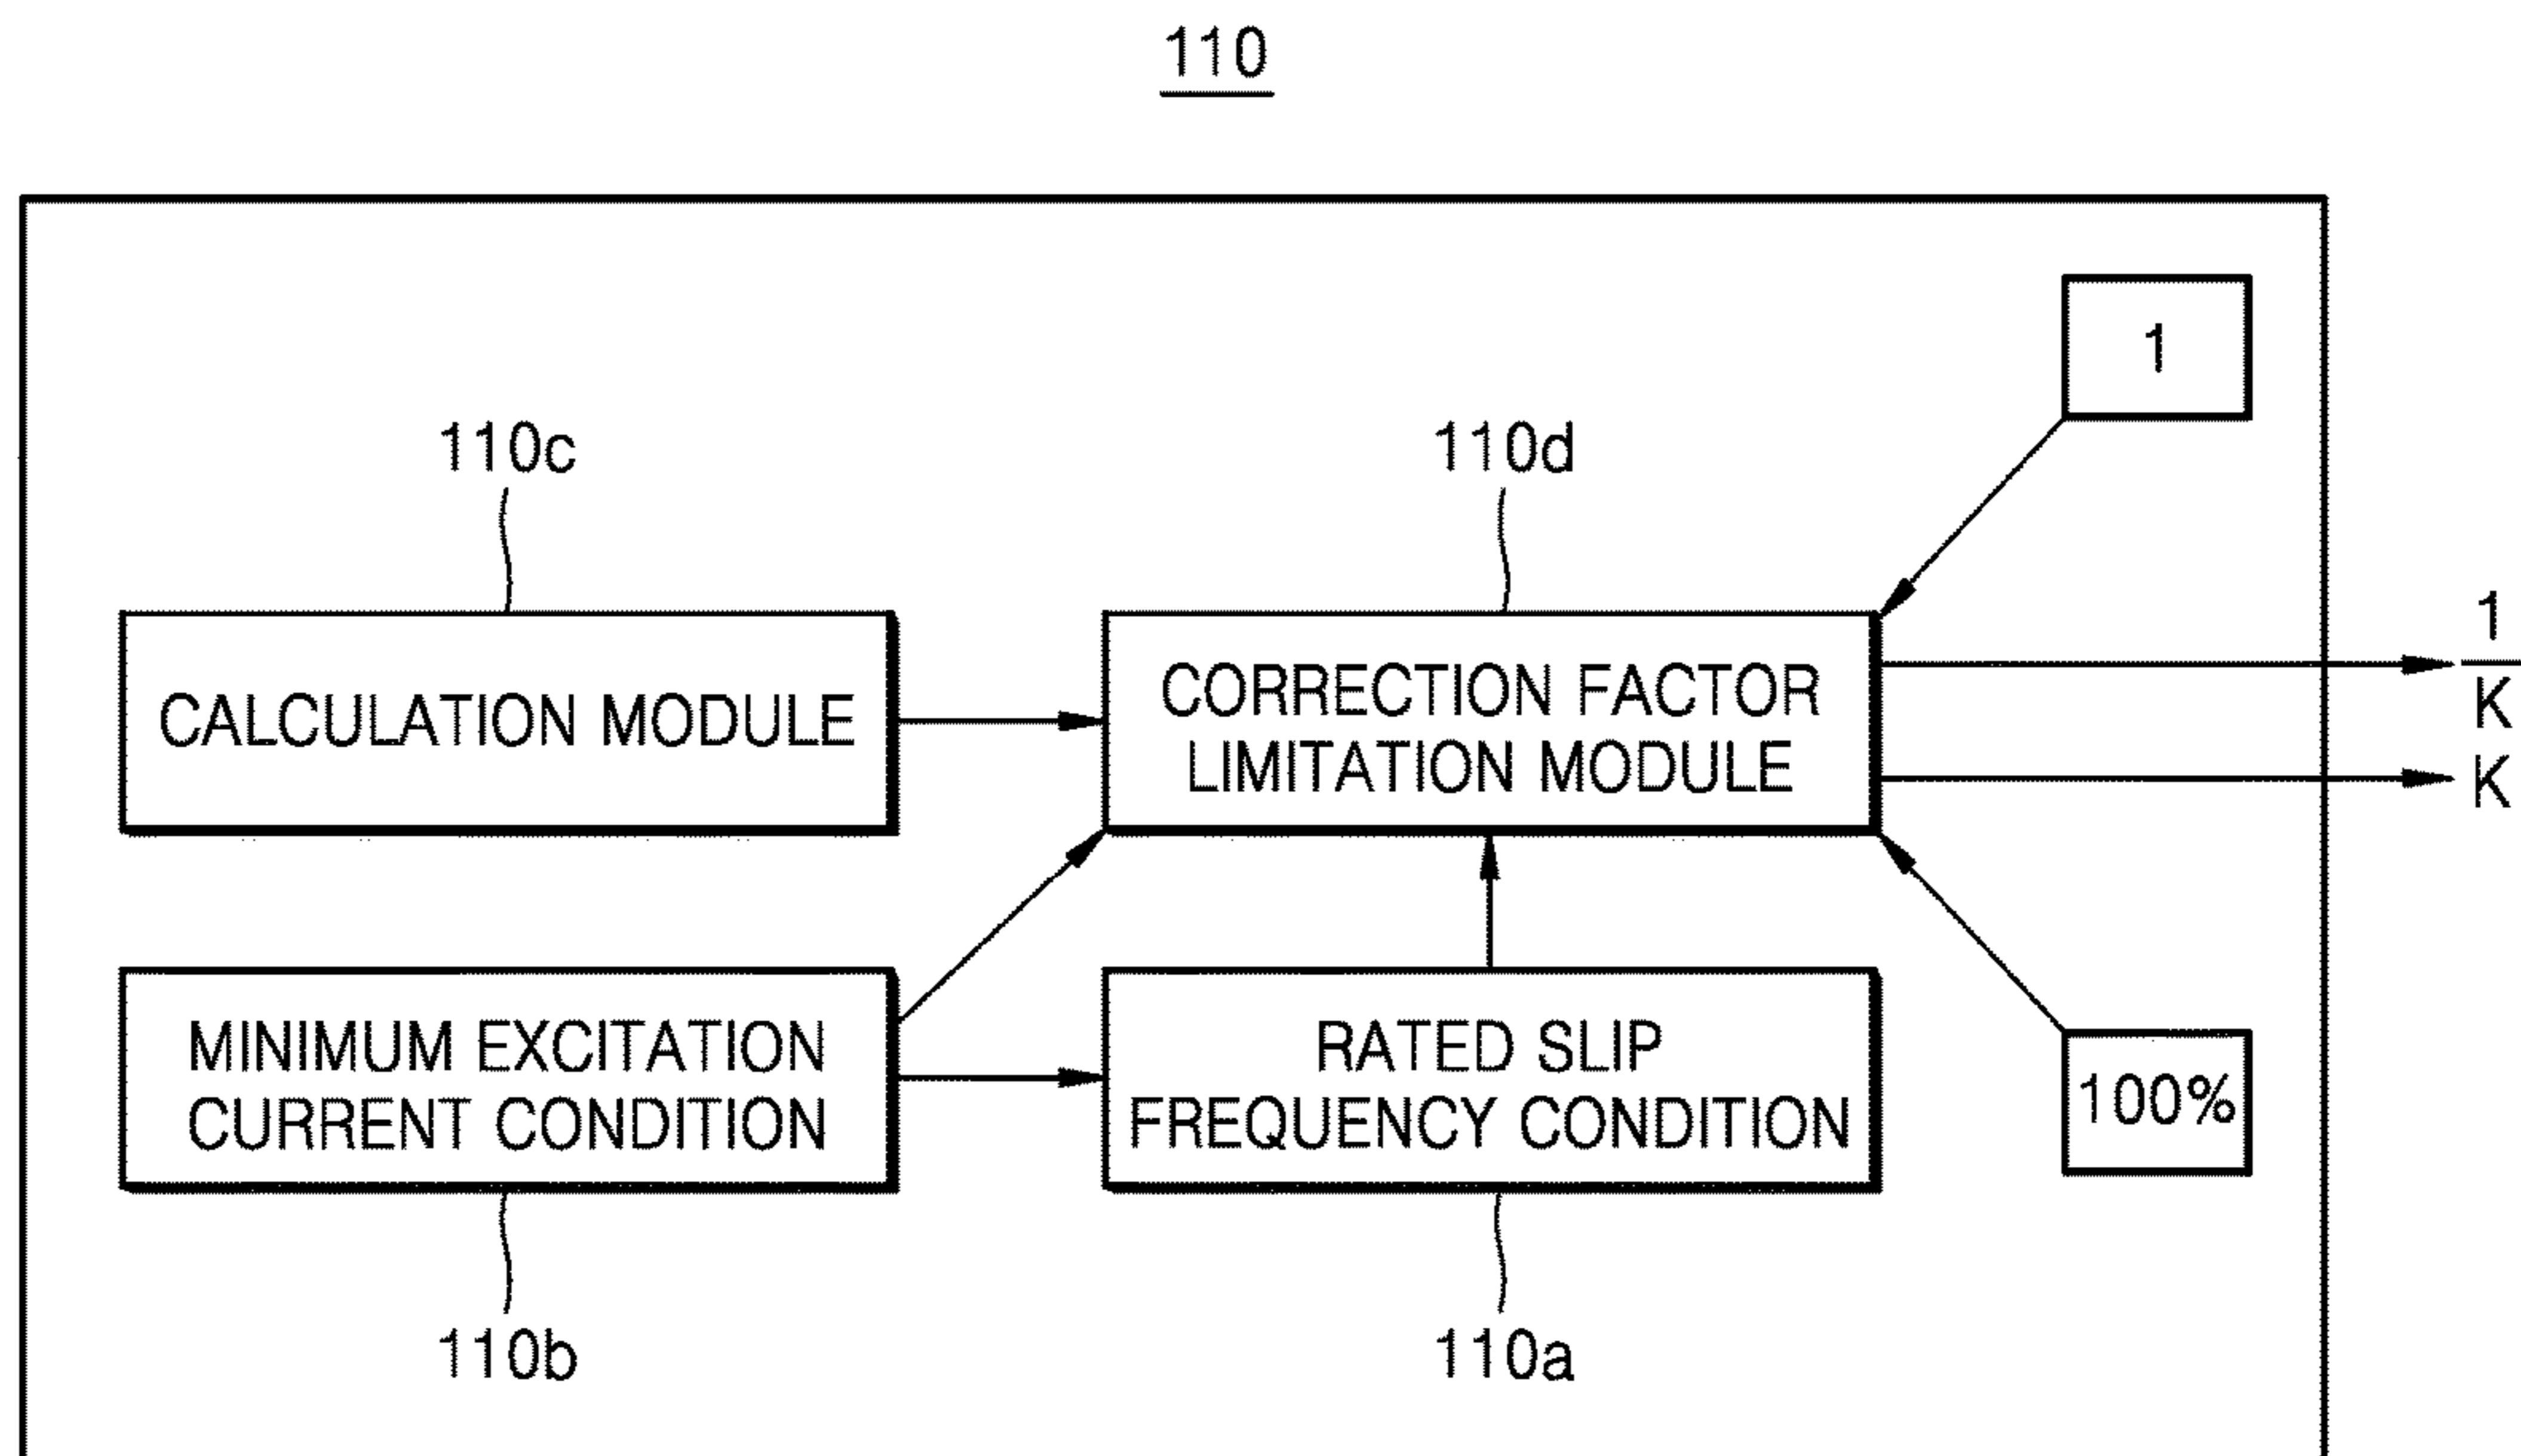 110
1
110c
110d
CALCULATION MODULE
CORRECTION FACTOR
LIMITATION MODULE
1
K
K
MINIMUM EXCITATION
CURRENT CONDITION
RATED SLIP
FREQUENCY CONDITION
100%
110b
110a